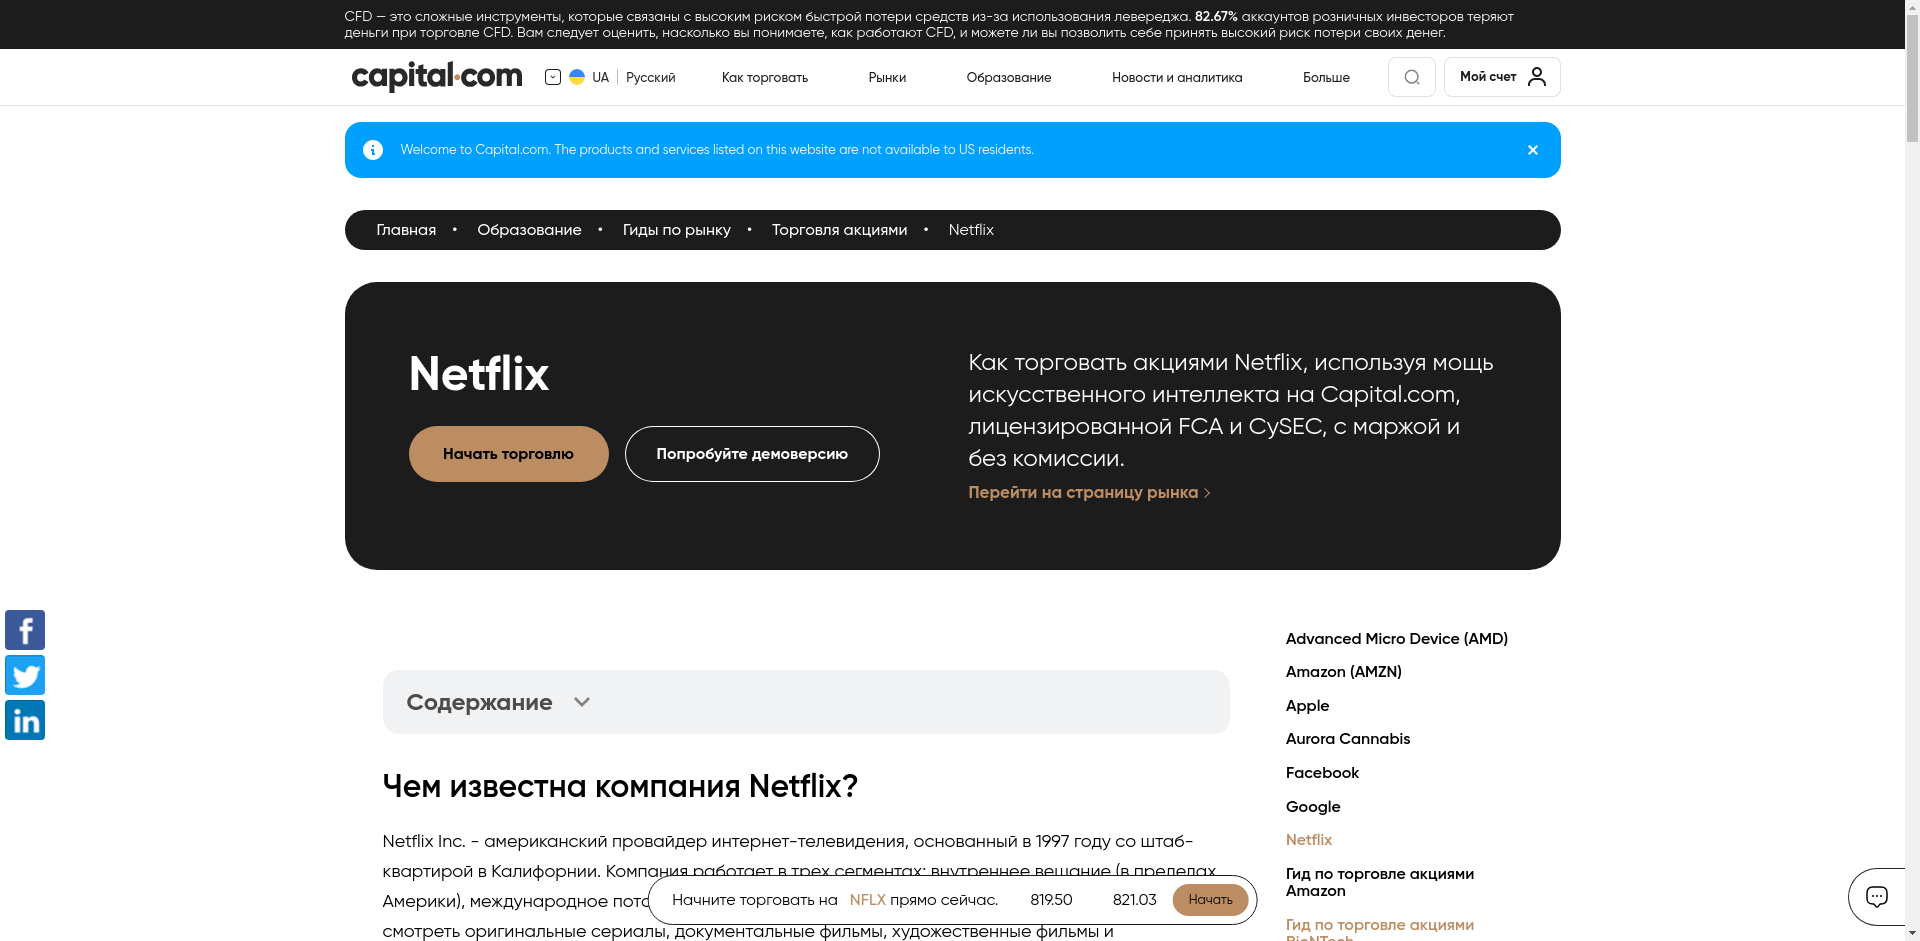 CFD — это сложные инструменты, которые связаны с высоким риском быстрой потери средств из-за использования левереджа. 82.67% аккаунтов розничных инвесторов теряют
деньги при торговле CFD. Вам следует оценить, насколько вы понимаете, как работают CFD, и можете ли вы позволить себе принять высокий риск потери своих денег.
capital.com UA Русский Как торговать Рынки Образование Новости и аналитика Больше Мой счет
Welcome to Capital.com. The products and services listed on this website are not available to US residents.
Главная • Образование • Гиды по рынку • Торговля акциями • Netflix
Netflix
Начать торговлю Попробуйте демоверсию
Как торговать акциями Netflix, используя мощь
искусственного интеллекта на Capital.com,
лицензированной FCA и CySEC, с маржой и
без комиссии.
Перейти на страницу рынка
Содержание
Чем известна компания Netflix?
Netflix Inc. - американский провайдер интернет-телевидения, основанный в 1997 году со штаб-
квартирой в Калифорнии. Компания работает в трех сегментах: внутреннее вещание (в пределах
Америки), международное пото
смотреть оригинальные сериалы, документальные фильмы, художественные фильмы и
Начните торговать на NFLX прямо сейчас. 819.50 821.03 Начать
Advanced Micro Device (AMD)
Amazon (AMZN)
Apple
Aurora Cannabis
Facebook
Google
Netflix
Гид по торговле акциями
Amazon
Гид по торговле акциями
BioNTech